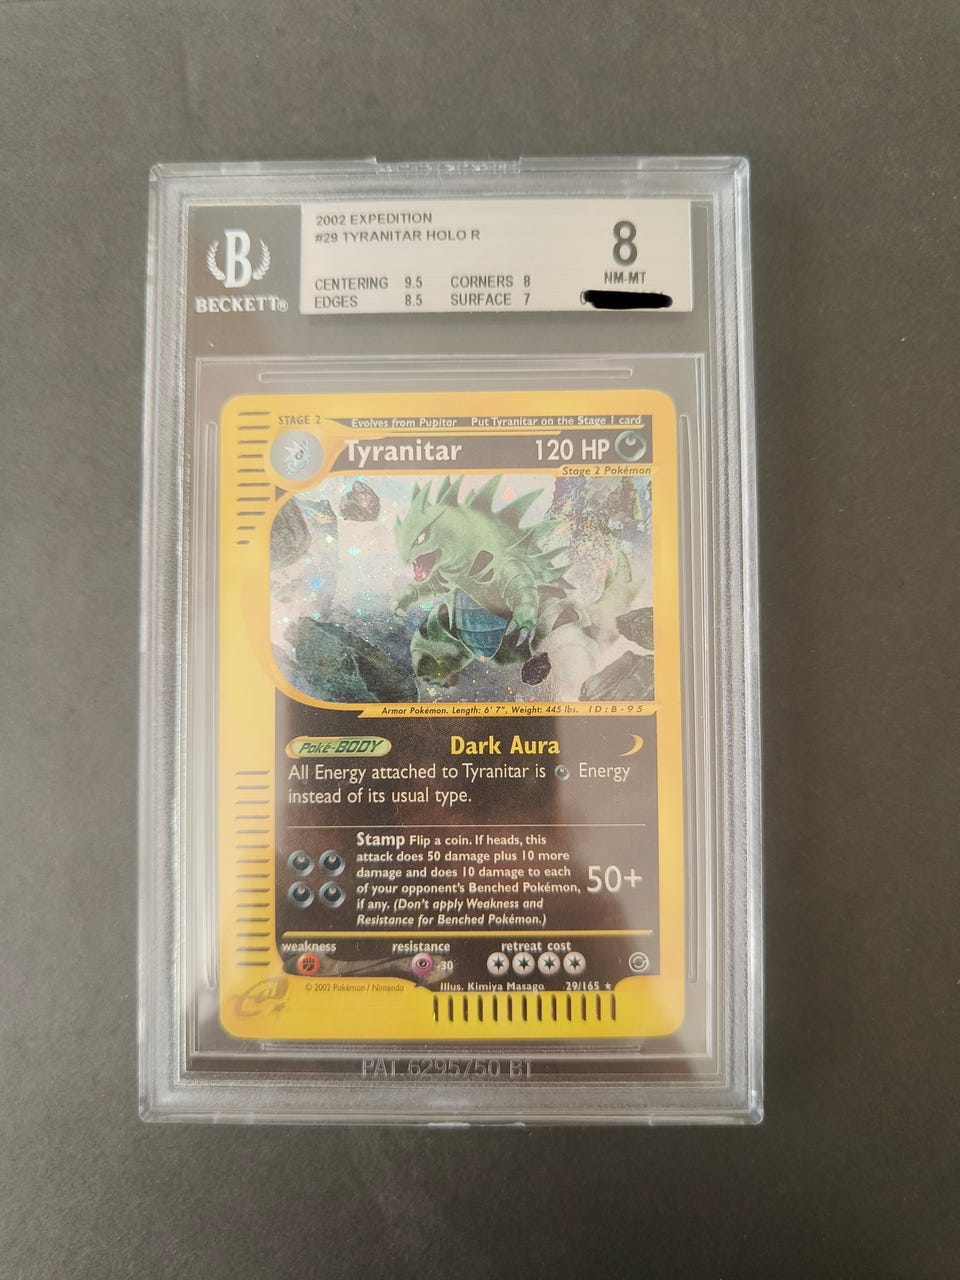 2002 EXPEDITION
#29 TYRANITAR HOLO R
8
NM-MT
CENTERING 9.5 CORNERS 8
EDGES 8.5 SURFACE 7
B
BECKETT®
STAGE 2 Evolves from Pupitar Put Tyranitar on the Stage 1 card
Tyranitar 120 HP
Stage 2 Pokémon
Armor Pokémon. Length: 6' 7", Weight: 445 lbs. ID:B-95
Poké-BODY Dark Aura
All Energy attached to Tyranitar is Energy
instead of its usual type.
Stamp Flip a coin. If heads, this
attack does 50 damage plus 10 more
damage and does 10 damage to each
of your opponent's Benched Pokémon, 50+
if any. (Don't apply Weakness and
Resistance for Benched Pokémon.)
weakness resistance retreat cost
-30
© 2002 Pokémon / Nintendo Illus. Kimiya Masago 29/165 ★
PAT. 6295750 B1